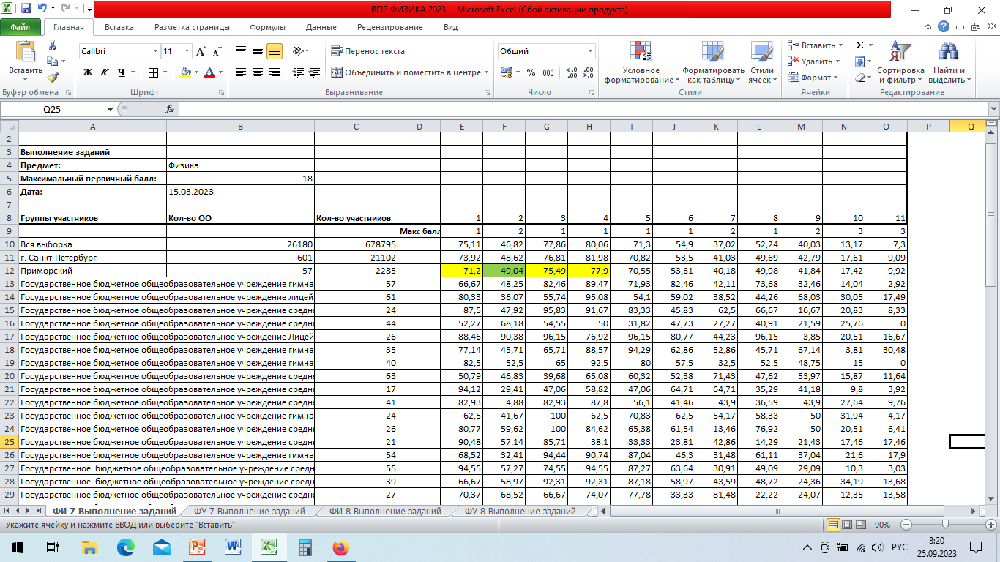 ВПР ФИЗИКА 2023 - Microsoft Excel (Сбой активации продукта)
Файл Главная Вставка Разметка страницы Формулы Данные Рецензирование Вид
Вставить
Calibri 11
Ж К Ч
Перенос текста
Объединить и поместить в центре
Общий
% 000
Условное форматирование
Форматировать как таблицу
Стили ячеек
Вставить
Удалить
Формат
Σ
Сортировка и фильтр
Найти и выделить
Буфер обмена Шрифт Выравнивание Число Стили Ячейки Редактирование
Q25 fx
A B C D E F G H I J K L M N O P Q
2
3 Выполнение заданий
4 Предмет: Физика
5 Максимальный первичный балл: 18
6 Дата: 15.03.2023
7
8 Группы участников Кол-во ОО Кол-во участников 1 2 3 4 5 6 7 8 9 10 11
9 Макс балл 1 2 1 1 1 1 2 1 2 3 3
10 Вся выборка 26180 678795 75,11 46,82 77,86 80,06 71,3 54,9 37,02 52,24 40,03 13,17 7,3
11 г. Санкт-Петербург 601 21102 73,92 48,62 76,81 81,98 70,82 53,5 41,03 49,69 42,79 17,61 9,09
12 Приморский 57 2285 71,2 49,04 75,49 77,9 70,55 53,61 40,18 49,98 41,84 17,42 9,92
13 Государственное бюджетное общеобразовательное учреждение гимна 57 66,67 48,25 82,46 89,47 71,93 82,46 42,11 73,68 32,46 14,04 2,92
14 Государственное бюджетное общеобразовательное учреждение лицей 61 80,33 36,07 55,74 95,08 54,1 59,02 38,52 44,26 68,03 30,05 17,49
15 Государственное бюджетное общеобразовательное учреждение средня 24 87,5 47,92 95,83 91,67 83,33 45,83 62,5 66,67 16,67 20,83 8,33
16 Государственное бюджетное общеобразовательное учреждение средня 44 52,27 68,18 54,55 50 31,82 47,73 27,27 40,91 21,59 25,76 0
17 Государственное бюджетное общеобразовательное учреждение Лицей 26 88,46 90,38 96,15 76,92 96,15 80,77 44,23 96,15 3,85 20,51 16,67
18 Государственное бюджетное общеобразовательное учреждение гимна 35 77,14 45,71 65,71 88,57 94,29 62,86 52,86 45,71 67,14 3,81 30,48
19 Государственное бюджетное общеобразовательное учреждение гимна 40 82,5 52,5 65 92,5 80 57,5 32,5 52,5 48,75 15 0
20 Государственное бюджетное общеобразовательное учреждение средня 63 50,79 46,83 39,68 65,08 60,32 52,38 71,43 47,62 53,97 15,87 11,64
21 Государственное бюджетное общеобразовательное учреждение средня 17 94,12 29,41 47,06 58,82 47,06 64,71 64,71 35,29 41,18 9,8 3,92
22 Государственное бюджетное общеобразовательное учреждение средня 41 82,93 4,88 82,93 87,8 56,1 41,46 43,9 36,59 43,9 27,64 9,76
23 Государственное бюджетное общеобразовательное учреждение гимна 24 62,5 41,67 100 62,5 70,83 62,5 54,17 58,33 50 31,94 4,17
24 Государственное бюджетное общеобразовательное учреждение средня 26 80,77 59,62 100 84,62 65,38 61,54 13,46 76,92 50 20,51 6,41
25 Государственное бюджетное общеобразовательное учреждение средня 21 90,48 57,14 85,71 38,1 33,33 23,81 42,86 14,29 21,43 17,46 17,46
26 Государственное бюджетное общеобразовательное учреждение гимна 54 68,52 32,41 94,44 90,74 87,04 46,3 31,48 61,11 37,04 21,6 17,9
27 Государственное бюджетное общеобразовательное учреждение средн 55 94,55 57,27 74,55 94,55 87,27 63,64 30,91 49,09 29,09 10,3 3,03
28 Государственное бюджетное общеобразовательное учреждение средн 39 66,67 58,97 92,31 92,31 87,18 58,97 43,59 48,72 24,36 34,19 13,68
29 Государственное бюджетное общеобразовательное учреждение средня 27 70,37 68,52 66,67 74,07 77,78 33,33 81,48 22,22 24,07 12,35 13,58
ФИ 7 Выполнение заданий ФУ 7 Выполнение заданий ФИ 8 Выполнение заданий ФУ 8 Выполнение заданий
Укажите ячейку и нажмите ВВОД или выберите "Вставить" 90%
РУС 8:20
25.09.2023